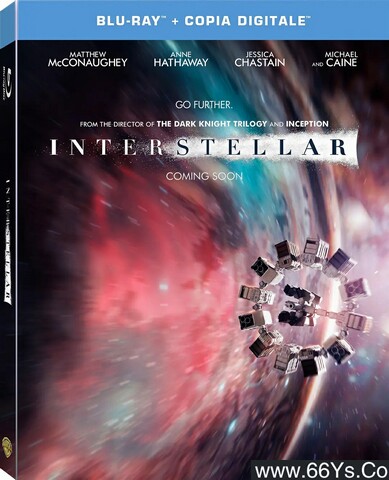 BLU-RAY™ + COPIA DIGITALE™
MATTHEW McCONAUGHEY
ANNE HATHAWAY
JESSICA CHASTAIN
AND MICHAEL CAINE
GO FURTHER.
FROM THE DIRECTOR OF THE DARK KNIGHT TRILOGY AND INCEPTION
INTERSTELLAR
COMING SOON
INTERSTELLAR
www.66Ys.Co